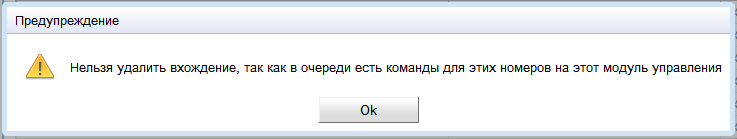 Предупреждение
Нельзя удалить вхождение, так как в очереди есть команды для этих номеров на этот модуль управления
Ok